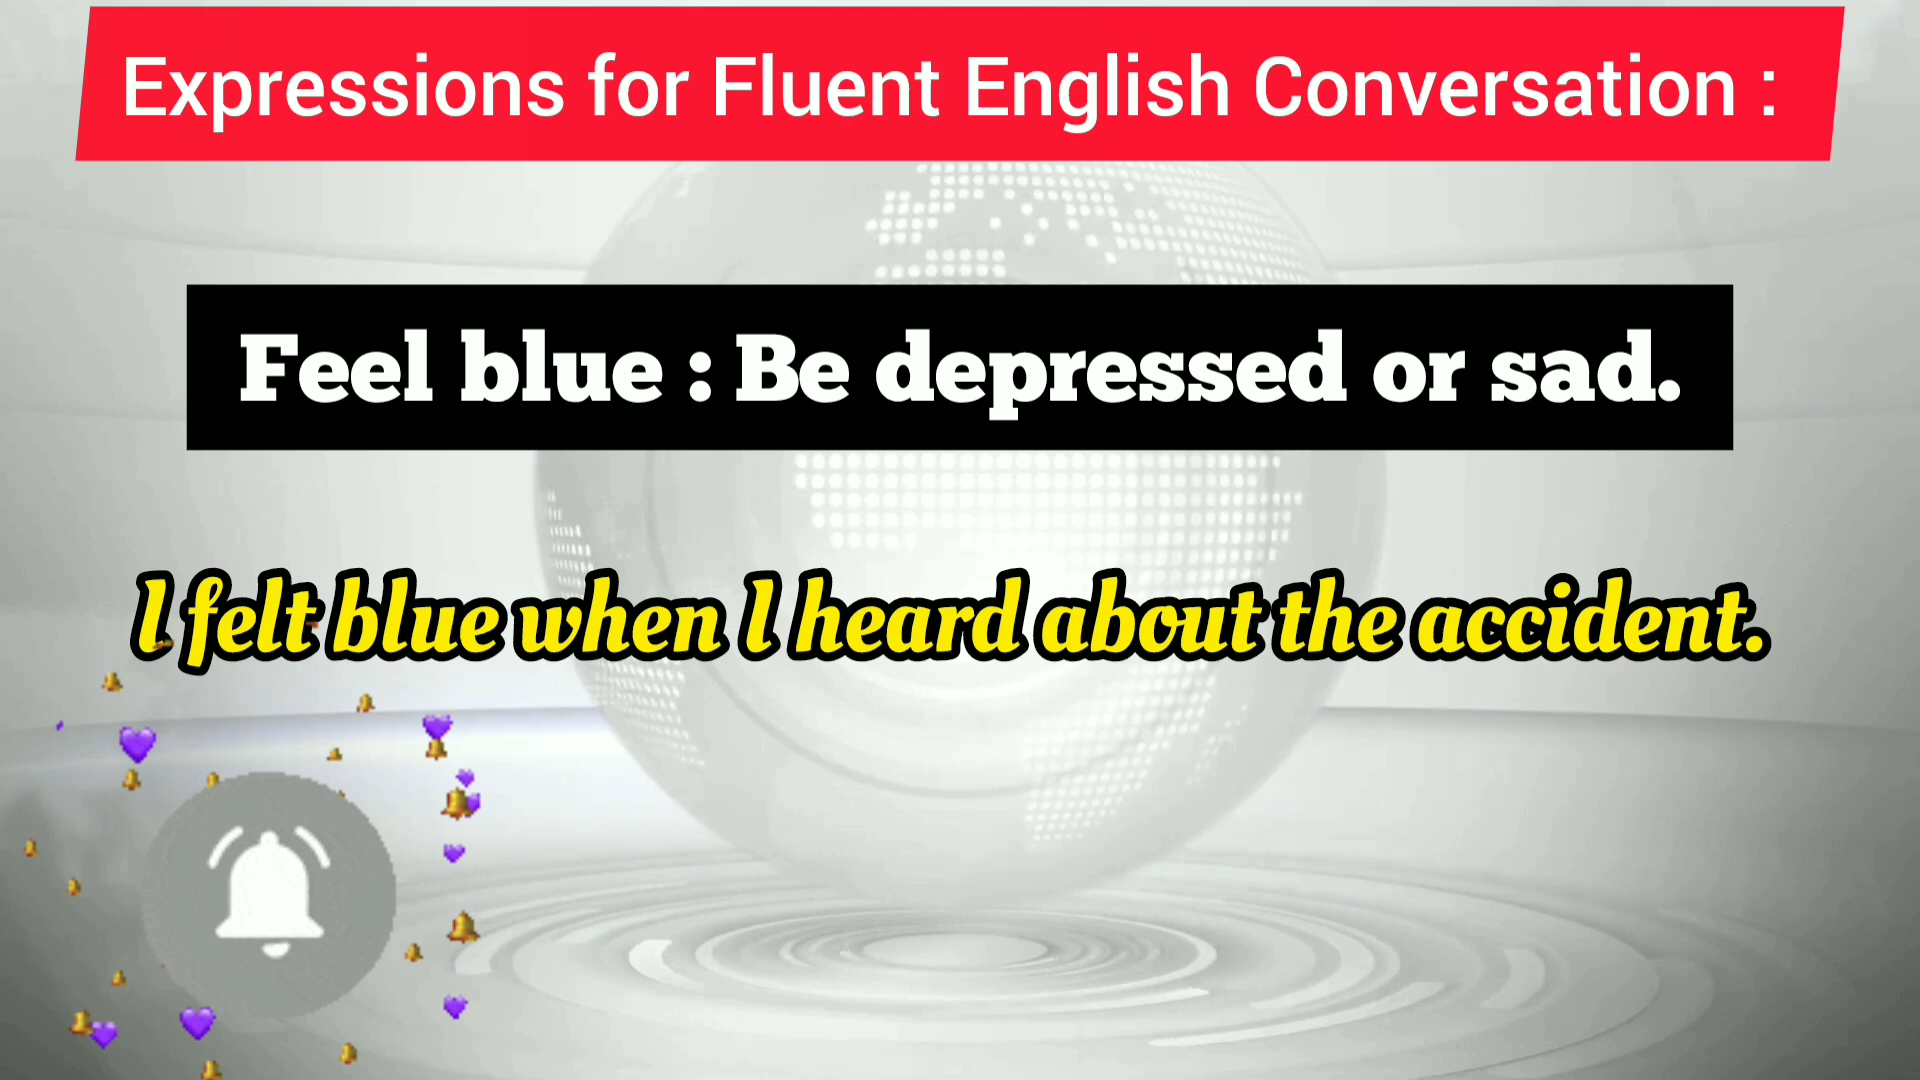 Expressions for Fluent English Conversation :
Feel blue : Be depressed or sad.
I felt blue when I heard about the accident.